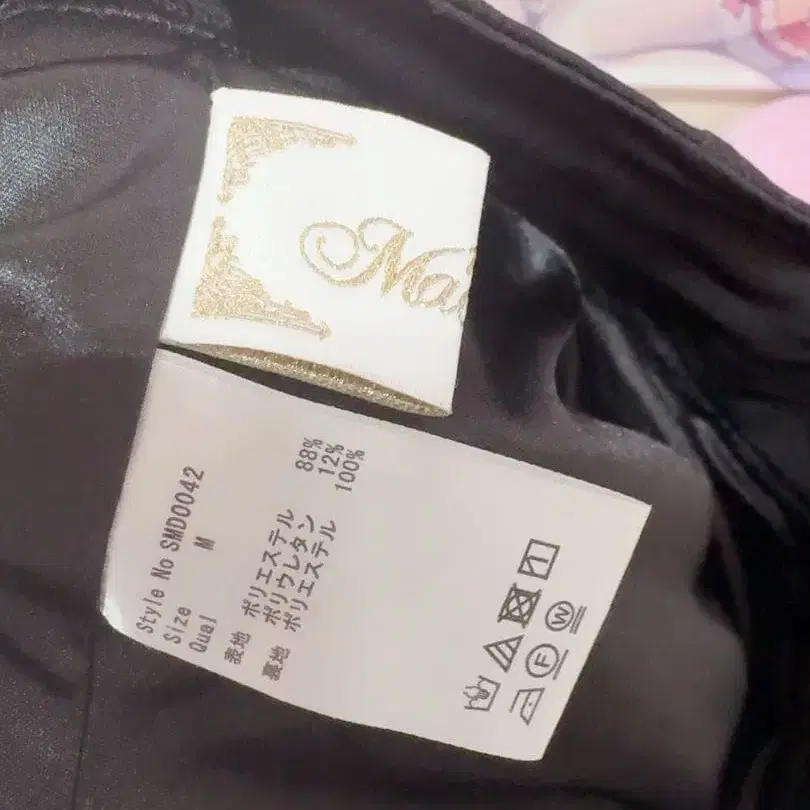 Style No SMD0042
Size M
Qual
表地 ポリエステル 88%
ポリウレタン 12%
裏地 ポリエステル 100%
F
W